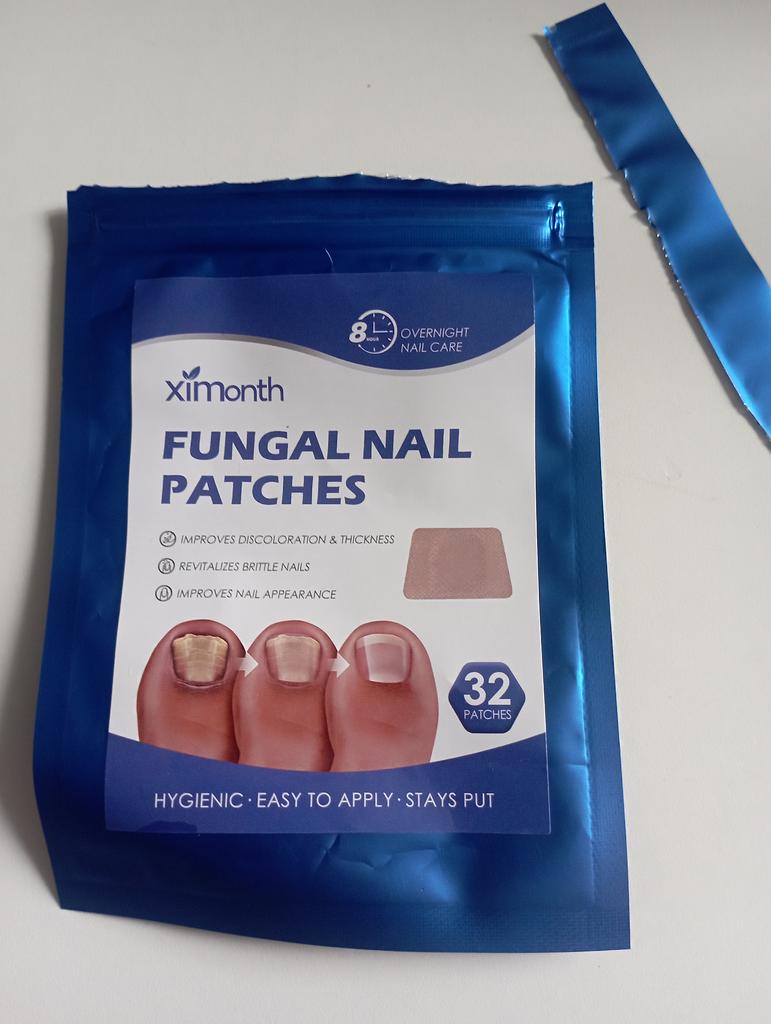 8 HOUR
OVERNIGHT
NAIL CARE
ximonth
FUNGAL NAIL
PATCHES
IMPROVES DISCOLORATION & THICKNESS
REVITALIZES BRITTLE NAILS
IMPROVES NAIL APPEARANCE
32
PATCHES
HYGIENIC · EASY TO APPLY · STAYS PUT